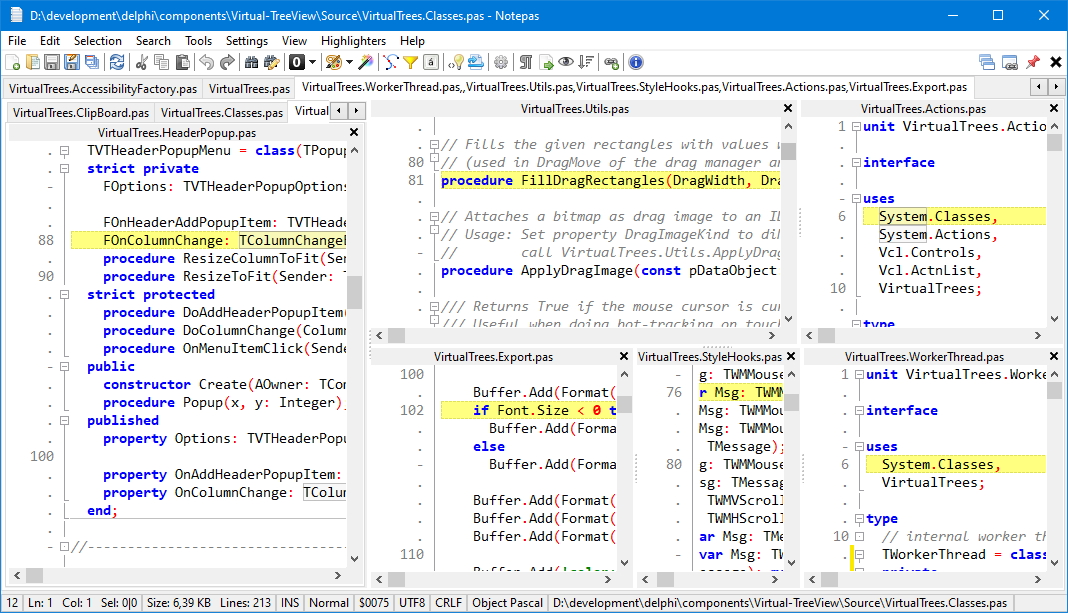 D:\development\delphi\components\Virtual-TreeView\Source\VirtualTrees.Classes.pas - Notepas
File Edit Selection Search Tools Settings View Highlighters Help
VirtualTrees.AccessibilityFactory.pas VirtualTrees.pas VirtualTrees.WorkerThread.pas,,VirtualTrees.Utils.pas,VirtualTrees.StyleHooks.pas,VirtualTrees.Actions.pas,VirtualTrees.Export.pas
VirtualTrees.ClipBoard.pas VirtualTrees.Classes.pas Virtual
VirtualTrees.HeaderPopup.pas
TVTHeaderPopupMenu = class(TPopu
strict private
FOptions: TVTHeaderPopupOptions
FOnHeaderAddPopupItem: TVTHeade
88 FOnColumnChange: TColumnChange
procedure ResizeColumnToFit(Sen
90 procedure ResizeToFit(Sender: T
strict protected
procedure DoAddHeaderPopupItem(
procedure DoColumnChange(Column
procedure OnMenuItemClick(Sende
public
constructor Create(AOwner: TCom
procedure Popup(x, y: Integer)
published
property Options: TVTHeaderPopu
100
property OnAddHeaderPopupItem:
property OnColumnChange: TColum
end;
//----------------------------------
VirtualTrees.Utils.pas
// Fills the given rectangles with values w
80 // (used in DragMove of the drag manager an
81 procedure FillDragRectangles(DragWidth, Dra
// Attaches a bitmap as drag image to an ID
// Usage: Set property DragImageKind to diN
// call VirtualTrees.Utils.ApplyDrag
procedure ApplyDragImage(const pDataObject
/// Returns True if the mouse cursor is cur
/// Useful when doing hot-tracking on touch
VirtualTrees.Actions.pas
1 unit VirtualTrees.Actio
interface
uses
6 System.Classes,
System.Actions,
Vcl.Controls,
Vcl.ActnList,
10 VirtualTrees;
type
VirtualTrees.Export.pas
100
Buffer.Add(Format(
102 if Font.Size < 0 t
Buffer.Add(Forma
else
Buffer.Add(Forma
Buffer.Add(Format(
Buffer.Add(Format(
Buffer.Add(Format(
110
VirtualTrees.StyleHooks.pas
g: TWMMouse
76 r Msg: TWMM
Msg: TWMMou
Msg: TWMMou
TMessage);
80 g: TWMMouse
sg: TMessag
TWMVScroll
TWMHScroll
ar Msg: TMe
var Msg: TW
VirtualTrees.WorkerThread.pas
1 unit VirtualTrees.Worke
interface
uses
6 System.Classes,
VirtualTrees;
type
10 // internal worker th
TWorkerThread = class
private
12 Ln: 1 Col: 1 Sel: 0|0 Size: 6,39 KB Lines: 213 INS Normal $0075 UTF8 CRLF Object Pascal D:\development\delphi\components\Virtual-TreeView\Source\VirtualTrees.Classes.pas